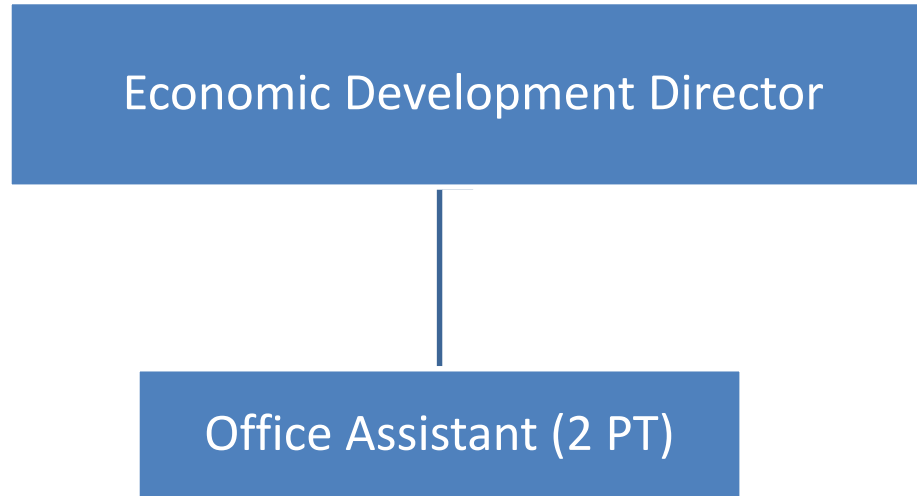 Economic Development Director
Office Assistant (2 PT)